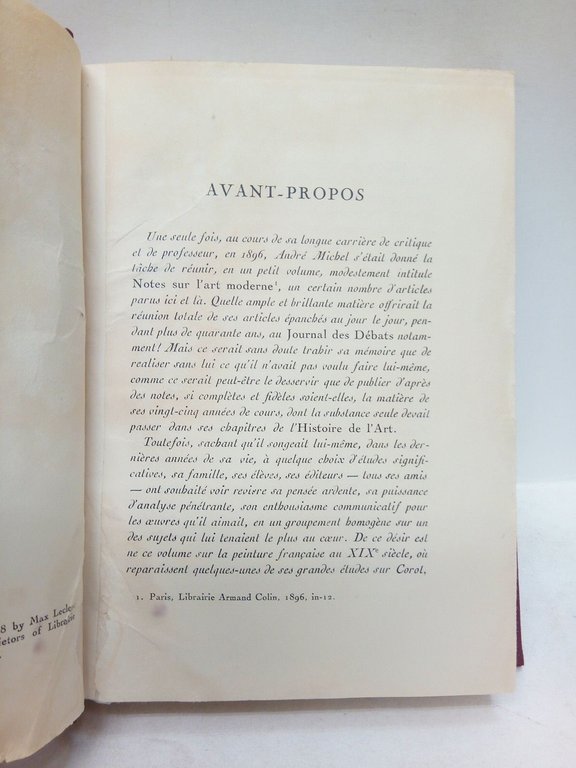 AVANT-PROPOS
Une seule fois, au cours de sa longue carrière de critique
et de professeur, en 1896, André Michel s'était donné la
tâche de réunir, en un petit volume, modestement intitulé
Notes sur l'art moderne¹, un certain nombre d'articles
parus ici et là. Quelle ample et brillante matière offrirait la
réunion totale de ses articles épanchés au jour le jour, pen-
dant plus de quarante ans, au Journal des Débats notam-
ment! Mais ce serait sans doute trahir sa mémoire que de
réaliser sans lui ce qu'il n'avait pas voulu faire lui-même,
comme ce serait peut-être le desservir que de publier d'après
des notes, si complètes et fidèles soient-elles, la matière de
ses vingt-cinq années de cours, dont la substance seule devait
passer dans ses chapitres de l'Histoire de l'Art.
Toutefois, sachant qu'il songeait lui-même, dans les der-
nières années de sa vie, à quelque choix d'études signifi-
catives, sa famille, ses élèves, ses éditeurs — tous ses amis
— ont souhaité voir revivre sa pensée ardente, sa puissance
d'analyse pénétrante, son enthousiasme communicatif pour
les œuvres qu'il aimait, en un groupement homogène sur un
des sujets qui lui tenaient le plus au cœur. De ce désir est
né ce volume sur la peinture française au XIXe siècle, où
reparaissent quelques-unes de ses grandes études sur Corot,
1. Paris, Librairie Armand Colin, 1896, in-12.
8 by Max Leclerc
etors of Librairie